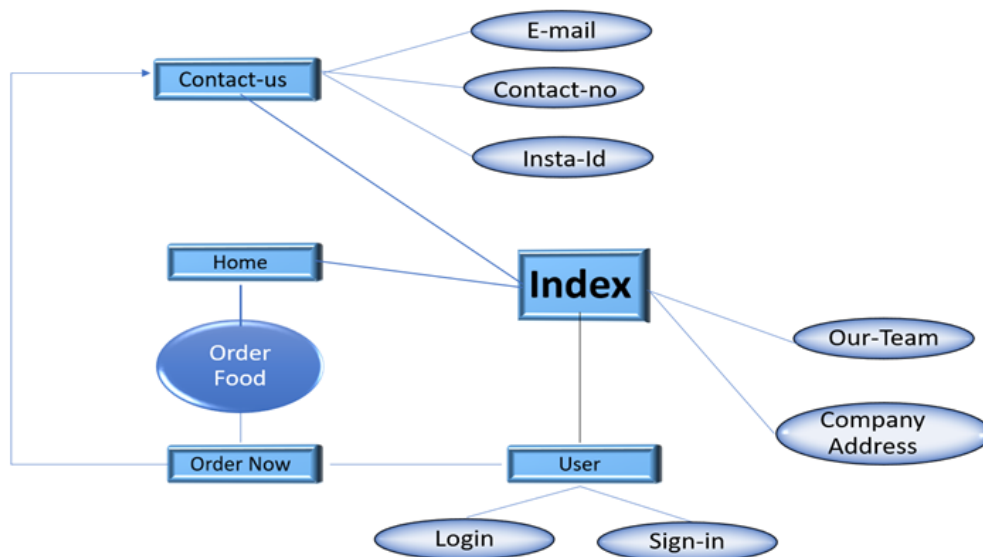 E-mail
Contact-us
Contact-no
Insta-Id
Home
Index
Order
Food
Our-Team
Company
Address
Order Now
User
Login
Sign-in